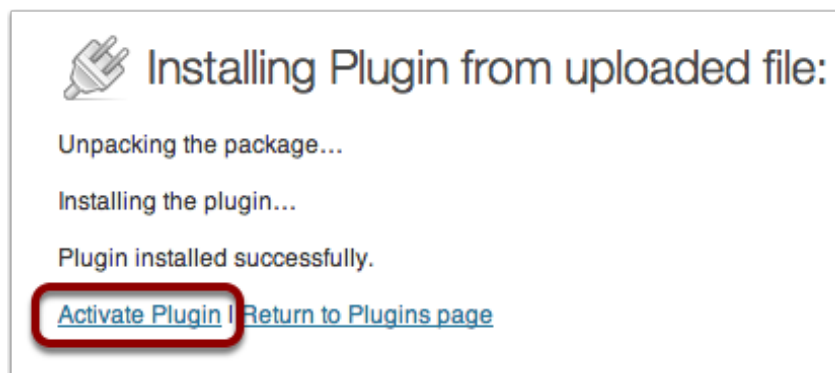 Installing Plugin from uploaded file:
Unpacking the package…
Installing the plugin…
Plugin installed successfully.
Activate Plugin | Return to Plugins page